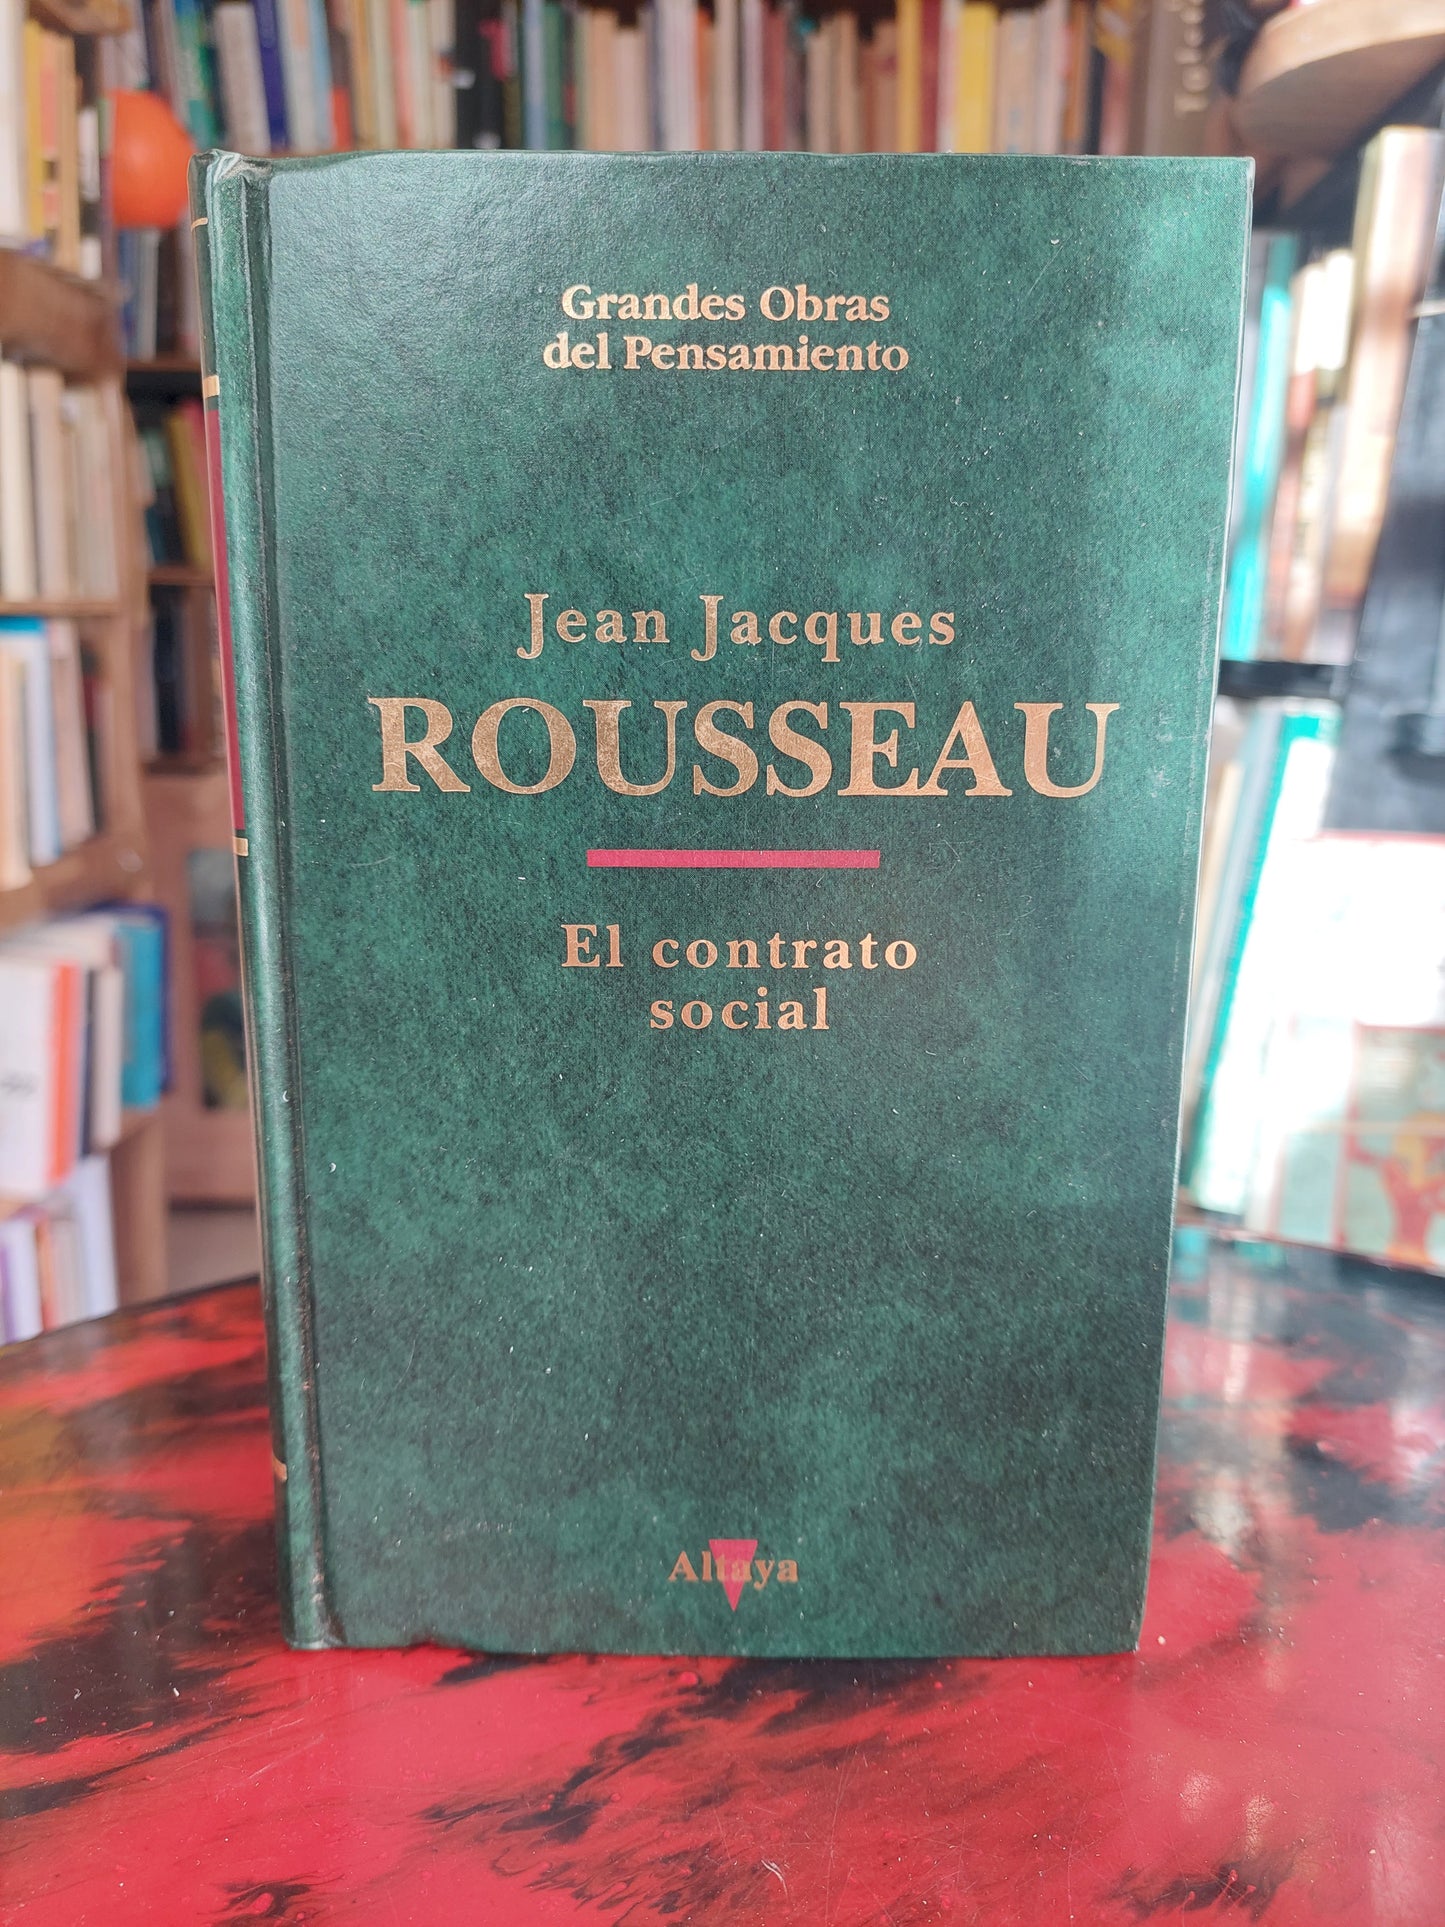 Grandes Obras
del Pensamiento
Jean Jacques
ROUSSEAU
El contrato
social
Altaya